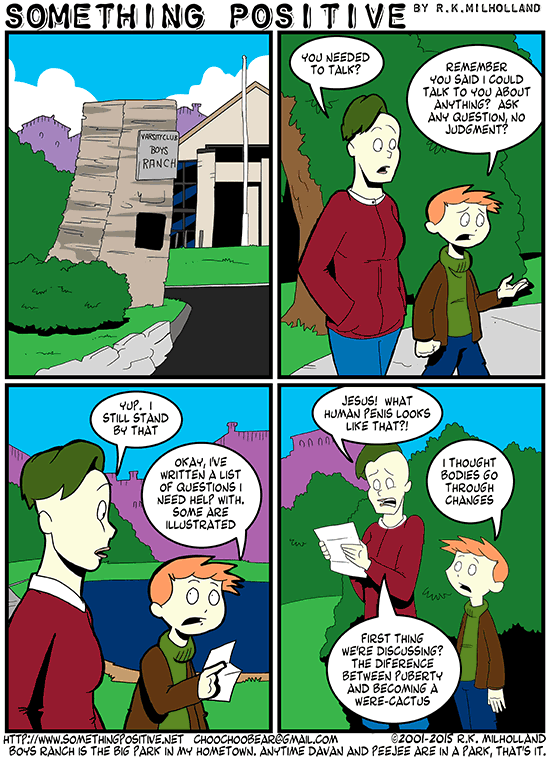 SOMETHING POSITIVE BY R.K.MILHOLLAND
VARSITY CLUB
BOYS
RANCH
YOU NEEDED
TO TALK?
REMEMBER
YOU SAID I COULD
TALK TO YOU ABOUT
ANYTHING? ASK
ANY QUESTION, NO
JUDGMENT?
YUP. I
STILL STAND
BY THAT
OKAY, I'VE
WRITTEN A LIST
OF QUESTIONS I
NEED HELP WITH.
SOME ARE
ILLUSTRATED
JESUS! WHAT
HUMAN PENIS LOOKS
LIKE THAT?!
I THOUGHT
BODIES GO
THROUGH
CHANGES
FIRST THING
WE'RE DISCUSSING?
THE DIFERENCE
BETWEEN PUBERTY
AND BECOMING A
WERE-CACTUS
HTTP://WWW.SOMETHINGPOSITIVE.NET CHOOCHOOBEAR@GMAIL.COM ©2001-2015 R.K. MILHOLLAND
BOYS RANCH IS THE BIG PARK IN MY HOMETOWN. ANYTIME DAVAN AND PEEJEE ARE IN A PARK, THAT'S IT.